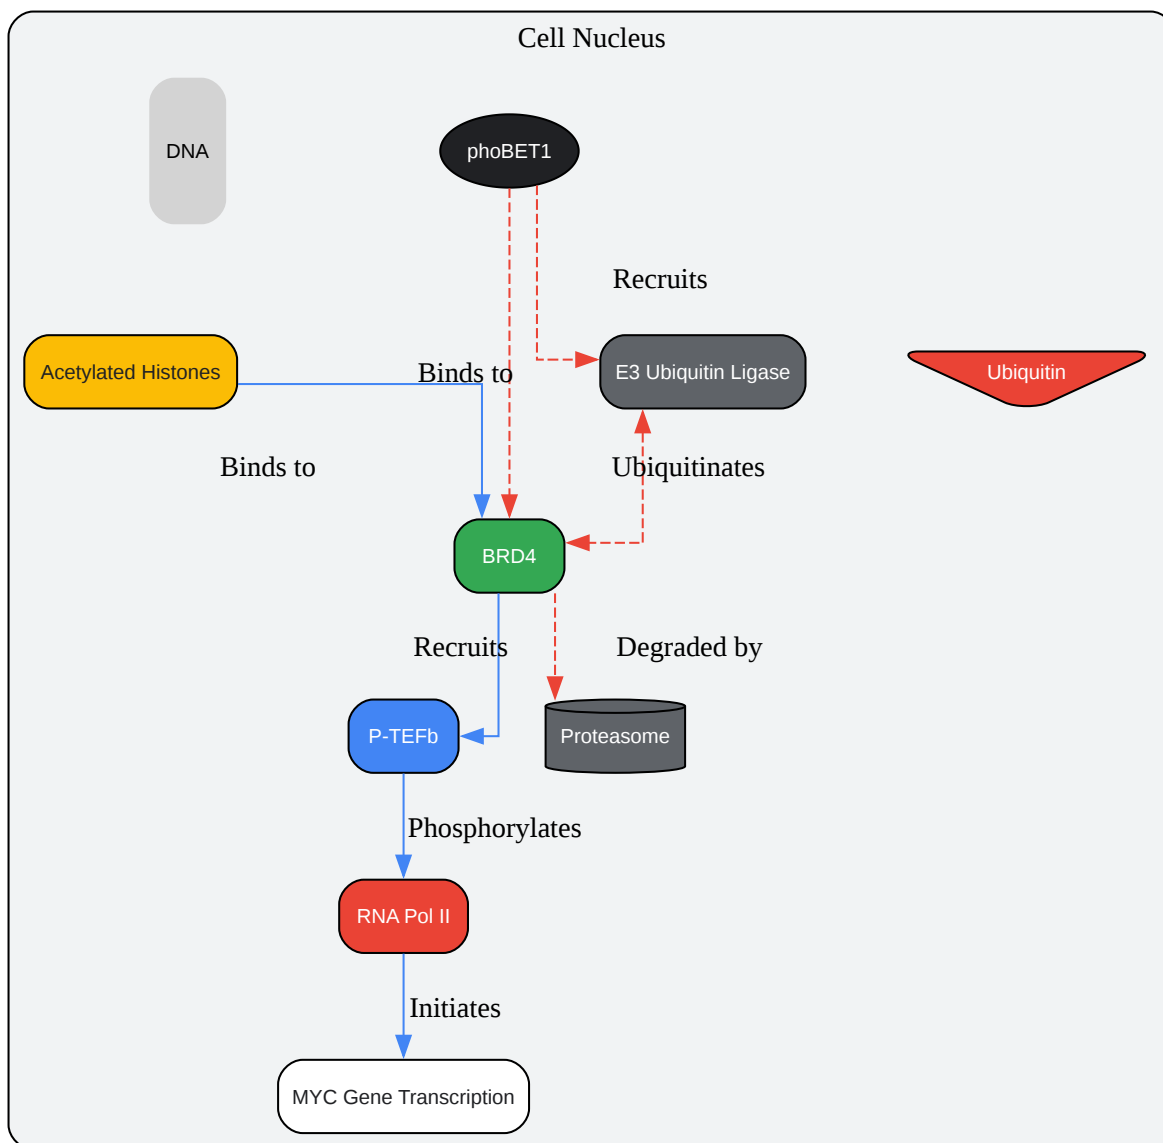 Cell Nucleus
DNA
phoBET1
Recruits
Acetylated Histones
Binds to
E3 Ubiquitin Ligase
Ubiquitin
Binds to
Ubiquitinates
BRD4
Recruits
Degraded by
P-TEFb
Proteasome
Phosphorylates
RNA Pol II
Initiates
MYC Gene Transcription